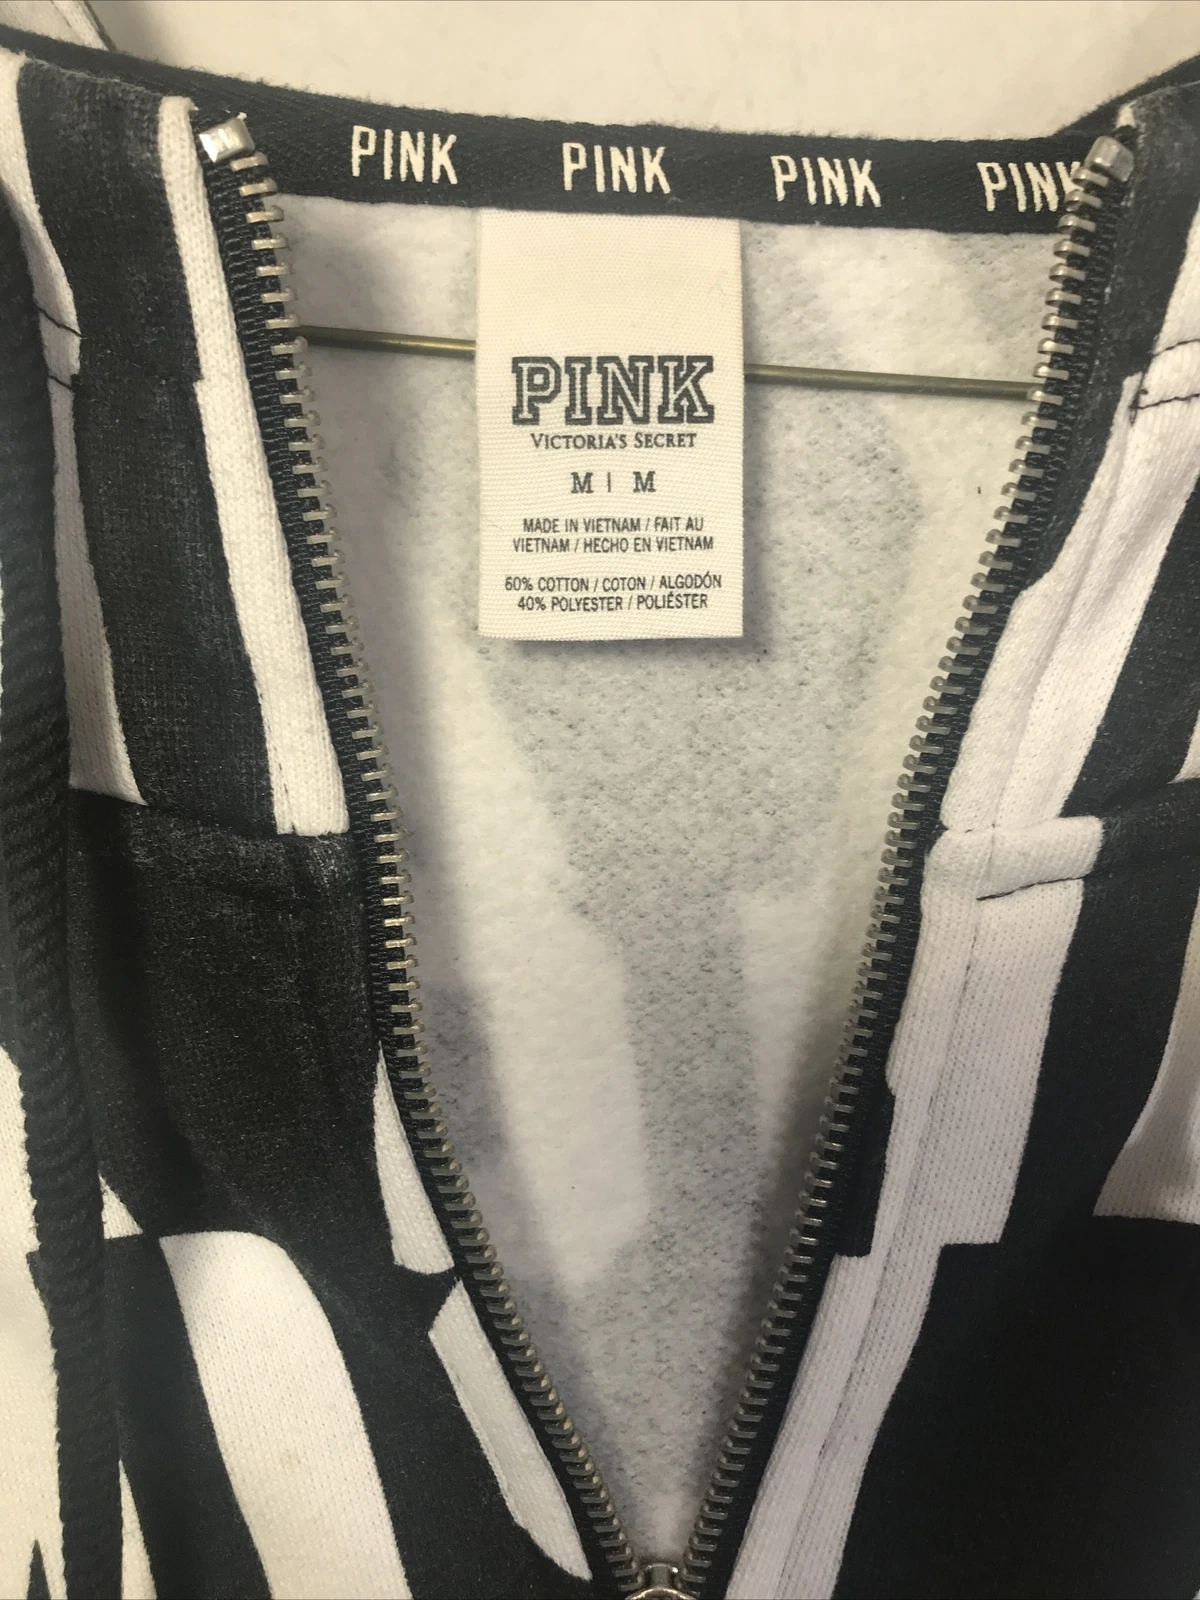 PINK PINK PINK PINK
PINK
VICTORIA'S SECRET
M | M
MADE IN VIETNAM / FAIT AU
VIETNAM / HECHO EN VIETNAM
60% COTTON / COTON / ALGODÓN
40% POLYESTER / POLIÉSTER